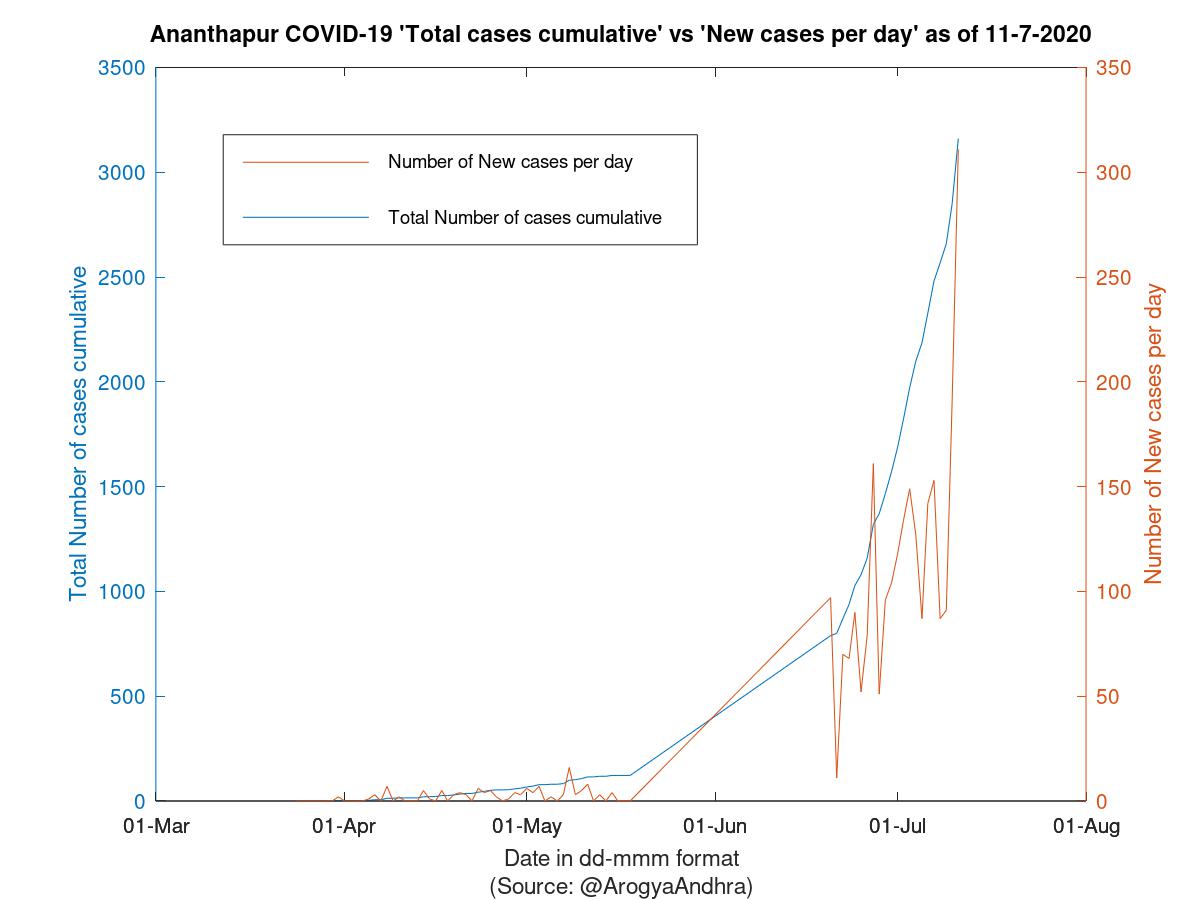 Ananthapur COVID-19 'Total cases cumulative' vs 'New cases per day' as of 11-7-2020
3500
3000
2500
2000
1500
1000
500
0
Total Number of cases cumulative
Number of New cases per day
Total Number of cases cumulative
350
300
250
200
150
100
50
0
Number of New cases per day
01-Mar 01-Apr 01-May 01-Jun 01-Jul 01-Aug
Date in dd-mmm format
(Source: @ArogyaAndhra)